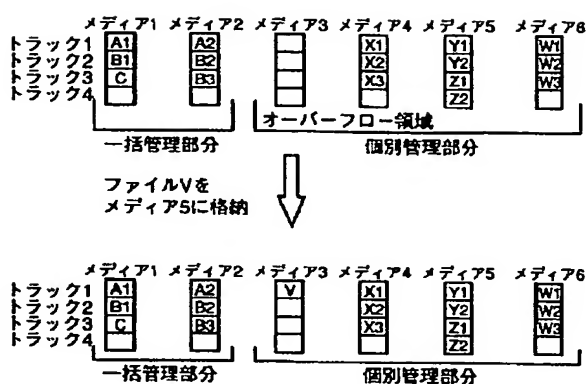 メディア1 メディア2 メディア3 メディア4 メディア5 メディア6
トラック1 A1 A2 X1 Y1 W1
トラック2 B1 B2 X2 Y2 W2
トラック3 C B3 X3 Z1 W3
トラック4 Z2
オーバーフロー領域
一括管理部分 個別管理部分
ファイルVを
メディア5に格納
メディア1 メディア2 メディア3 メディア4 メディア5 メディア6
トラック1 A1 A2 V X1 Y1 W1
トラック2 B1 B2 X2 Y2 W2
トラック3 C B3 X3 Z1 W3
トラック4 Z2
一括管理部分 個別管理部分